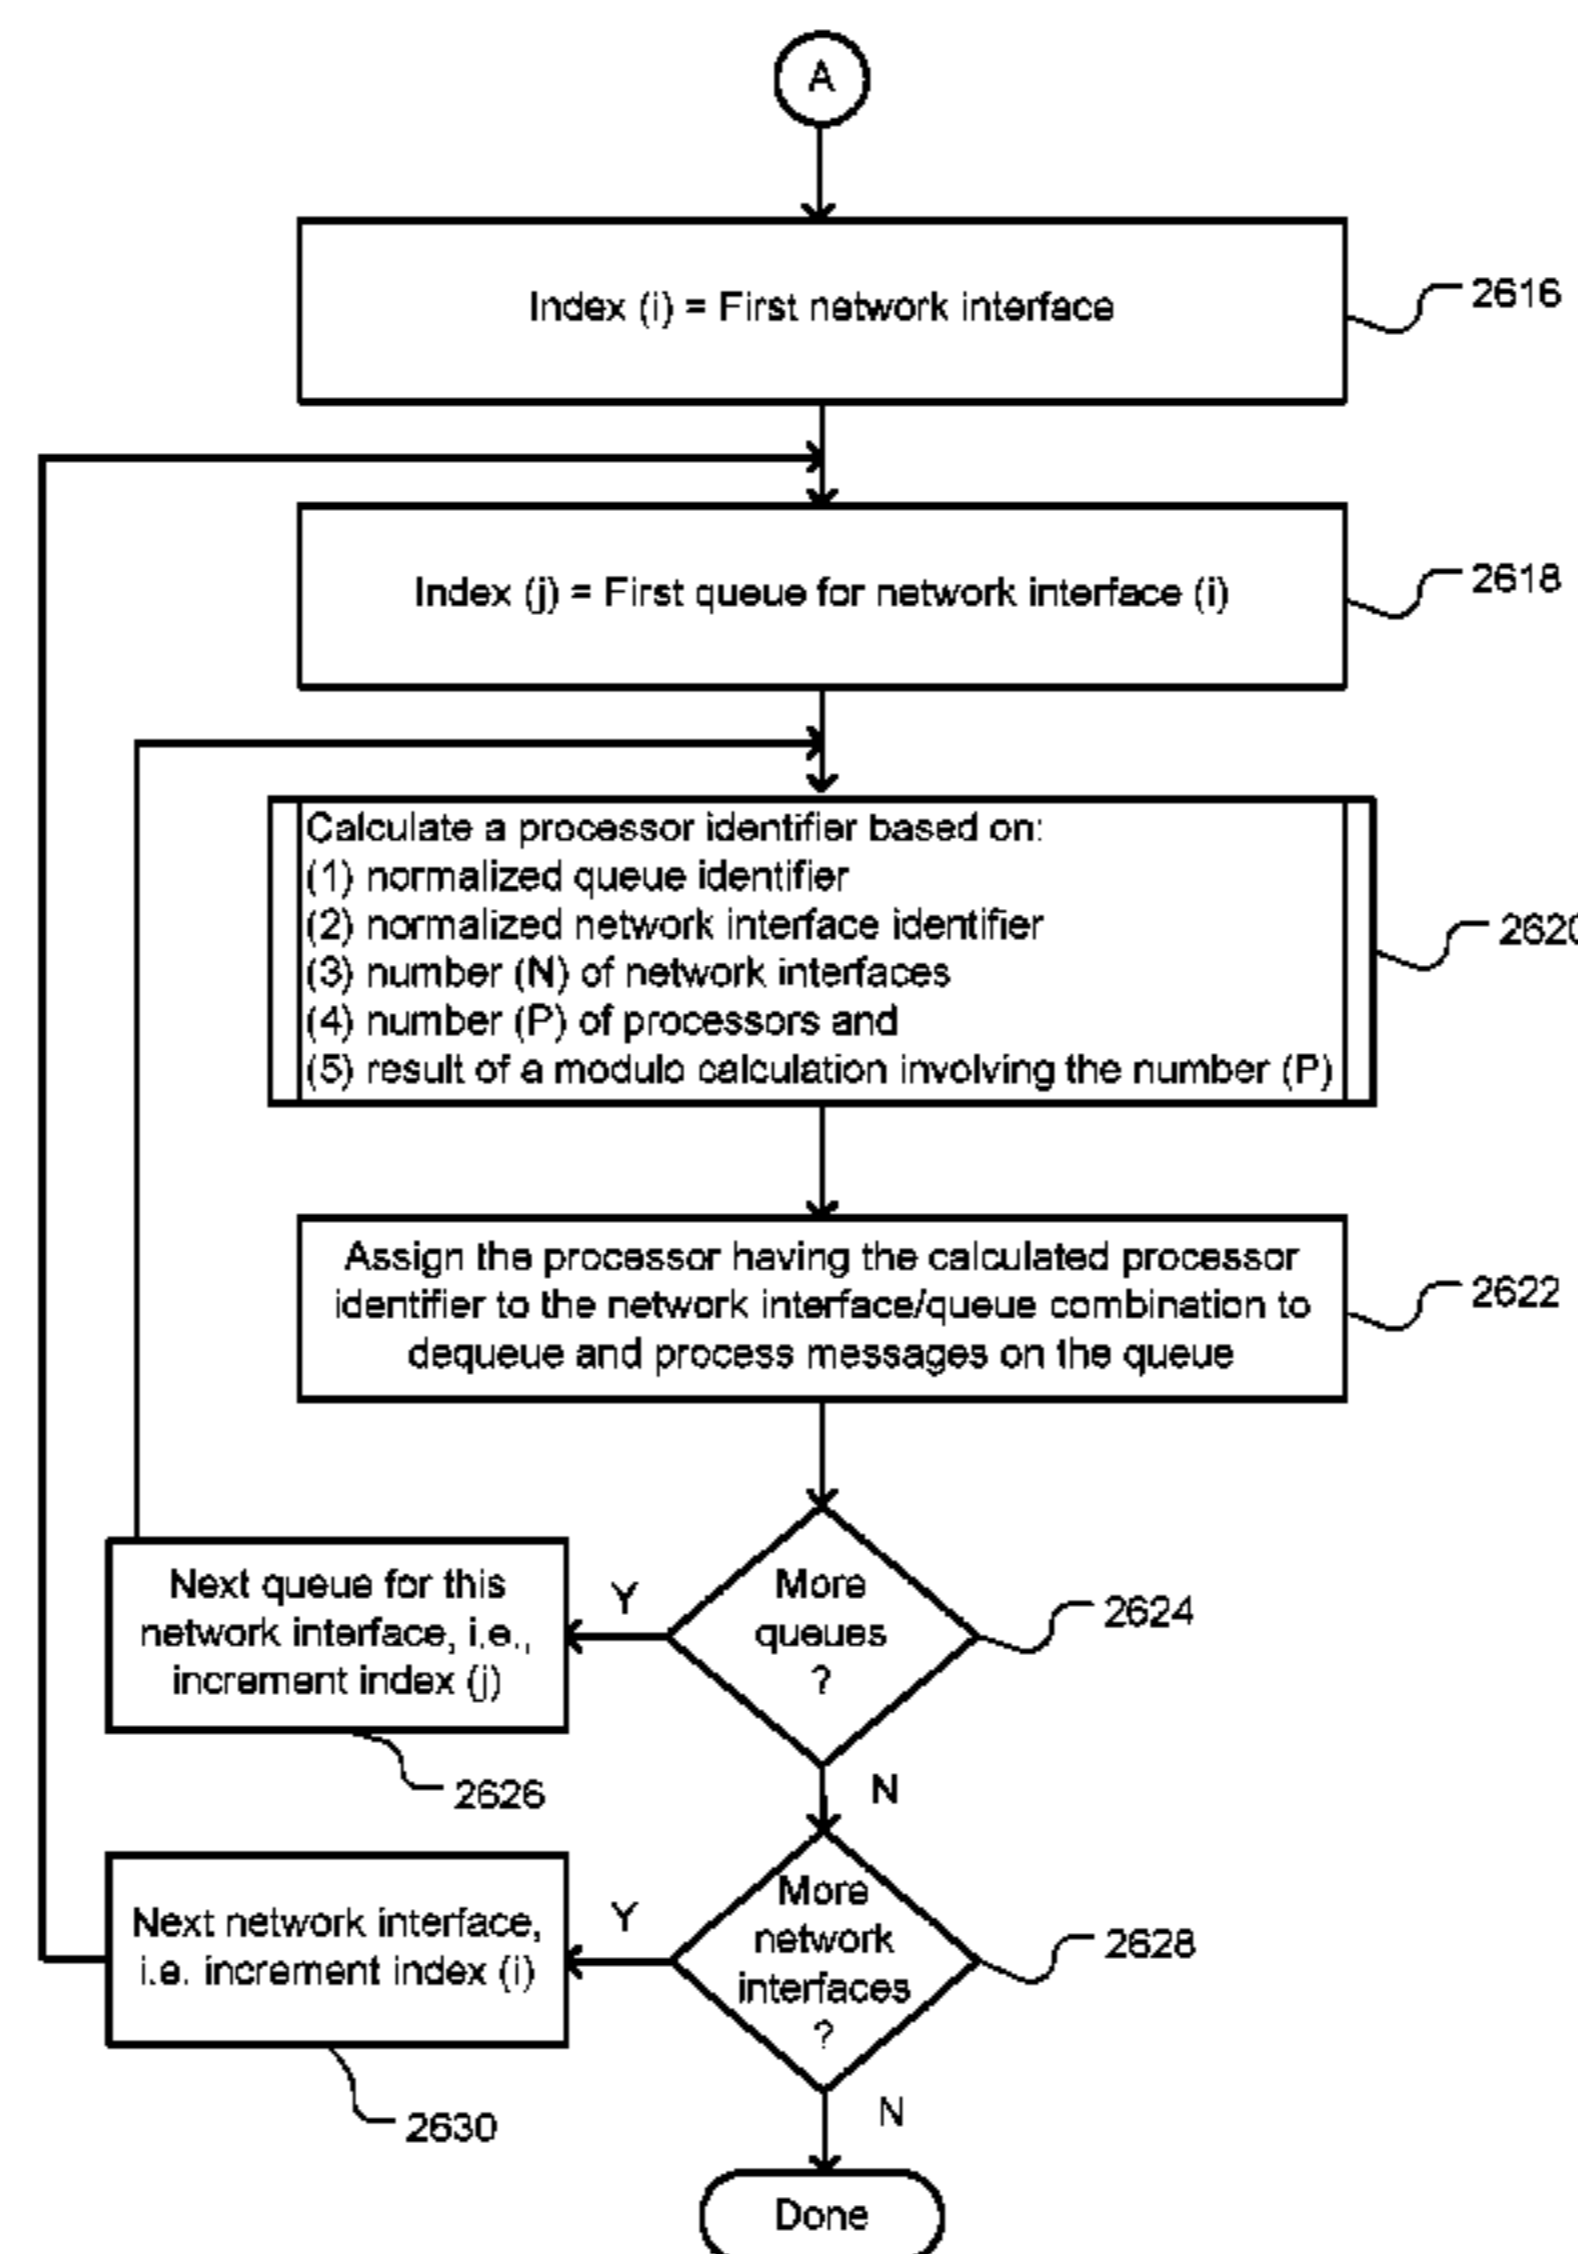 A
Index (i) = First network interface
2616
Index (j) = First queue for network interface (i)
2618
Calculate a processor identifier based on:
(1) normalized queue identifier
(2) normalized network interface identifier
(3) number (N) of network interfaces
(4) number (P) of processors and
(5) result of a modulo calculation involving the number (P)
2620
Assign the processor having the calculated processor
identifier to the network interface/queue combination to
dequeue and process messages on the queue
2622
More
queues
?
2624
Y
Next queue for this
network interface, i.e.,
increment index (j)
2626
N
More
network
interfaces
?
2628
Y
Next network interface,
i.e. increment index (i)
2630
N
Done